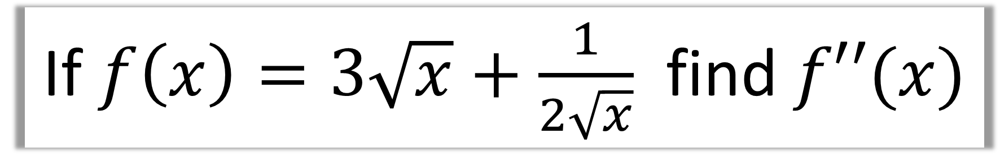 If f(x) = 3√x + 1/(2√x) find f''(x)